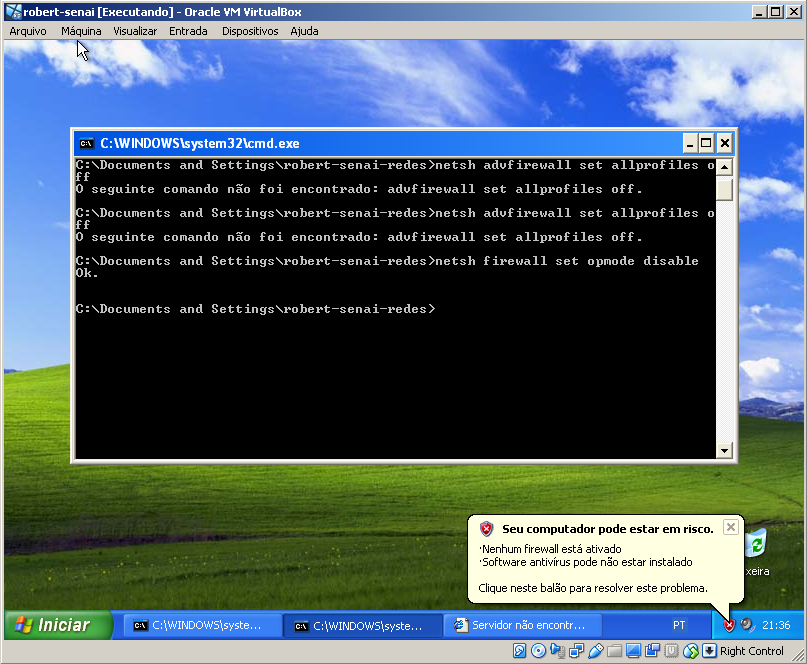 robert-senai [Executando] - Oracle VM VirtualBox
Arquivo Máquina Visualizar Entrada Dispositivos Ajuda
C:\WINDOWS\system32\cmd.exe
C:\Documents and Settings\robert-senai-redes>netsh advfirewall set allprofiles o
ff
O seguinte comando não foi encontrado: advfirewall set allprofiles off.
C:\Documents and Settings\robert-senai-redes>netsh advfirewall set allprofiles o
ff
O seguinte comando não foi encontrado: advfirewall set allprofiles off.
C:\Documents and Settings\robert-senai-redes>netsh firewall set opmode disable
Ok.
C:\Documents and Settings\robert-senai-redes>
Seu computador pode estar em risco.
·Nenhum firewall está ativado
·Software antivírus pode não estar instalado
Clique neste balão para resolver este problema.
xeira
Iniciar C:\WINDOWS\syste... C:\WINDOWS\syste... Servidor não encontr... PT 21:36
Right Control